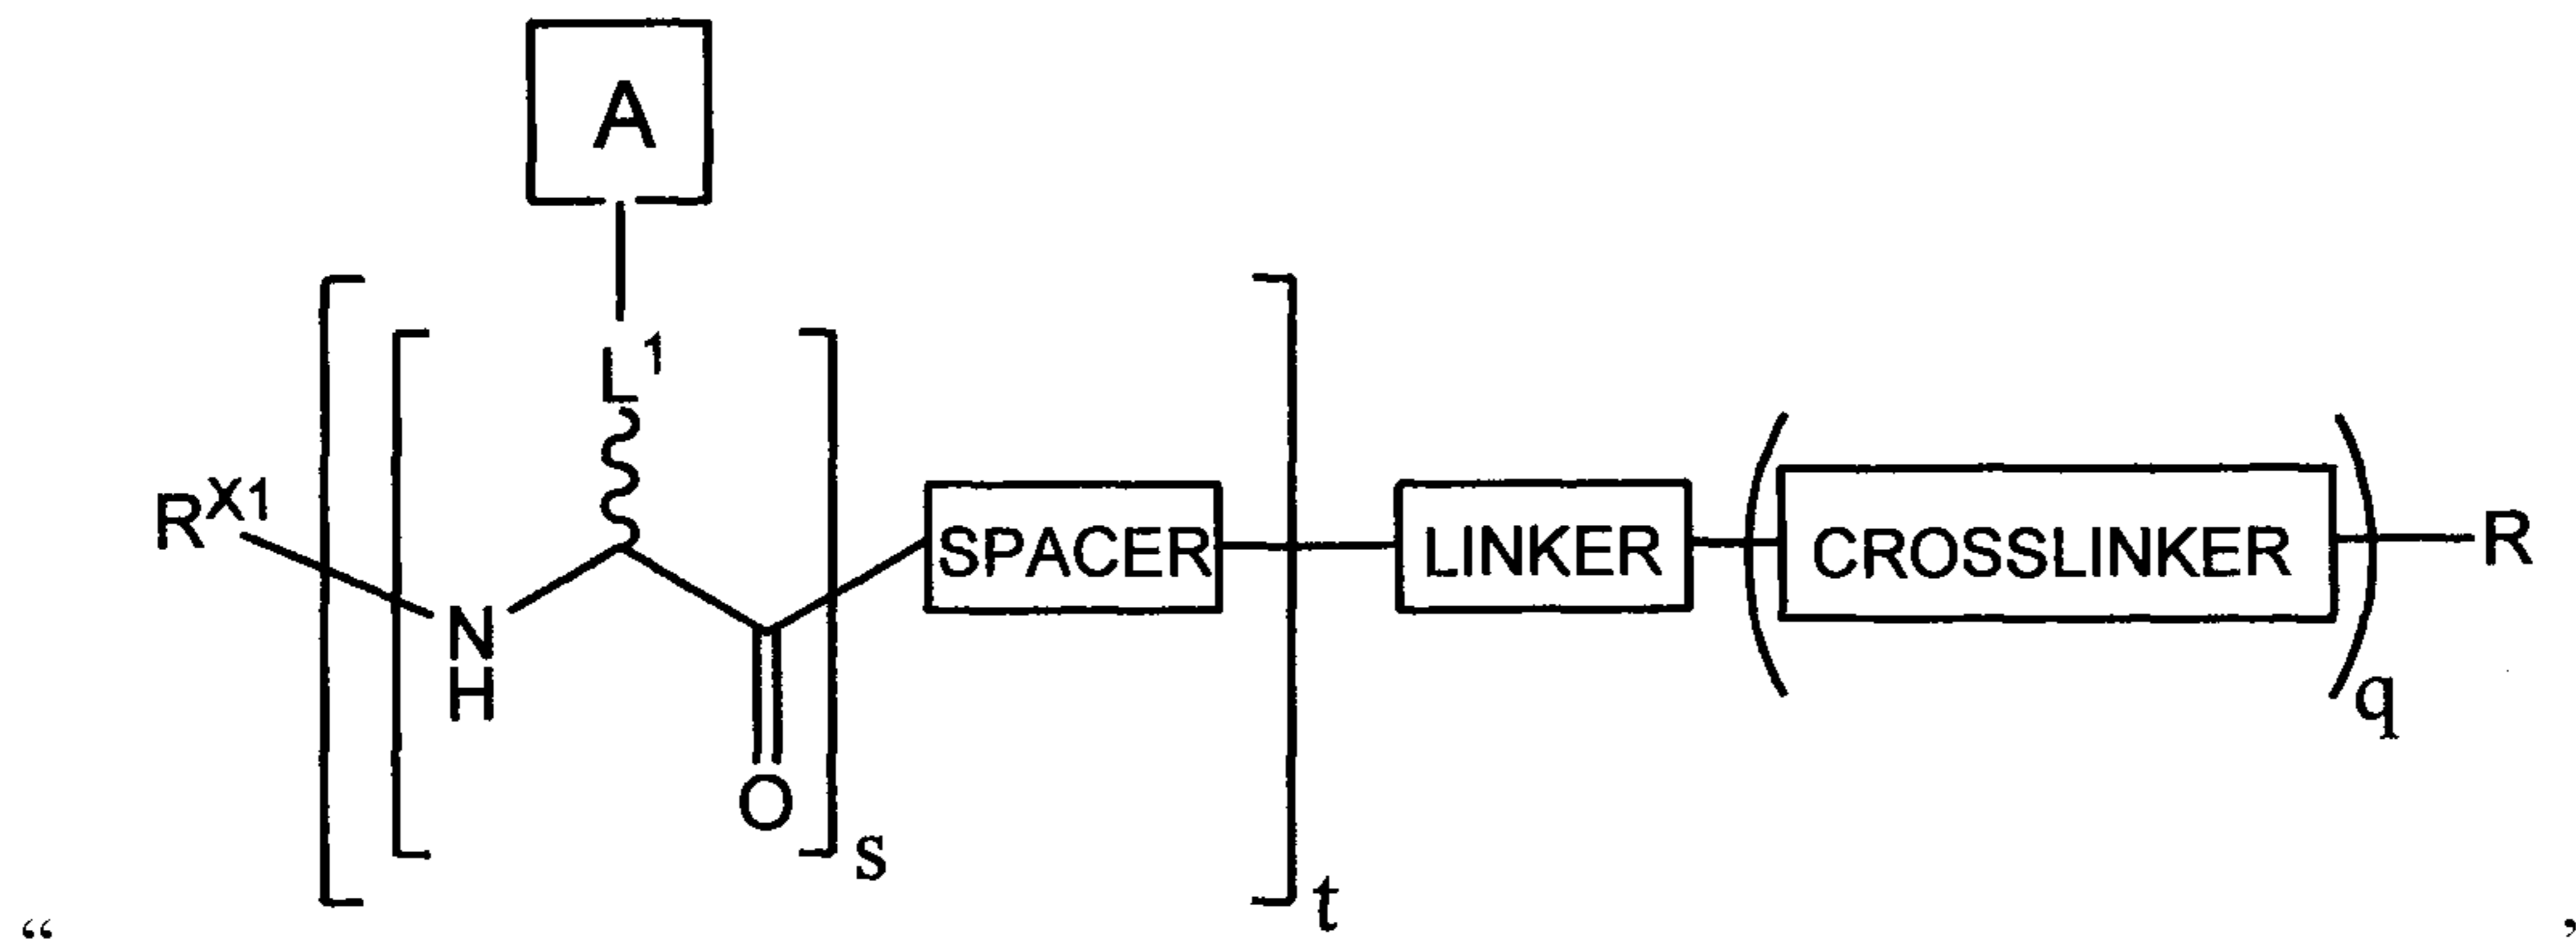 A
L1
RX1 SPACER LINKER CROSSLINKER R
N
H
q
O
s
t
“ ”